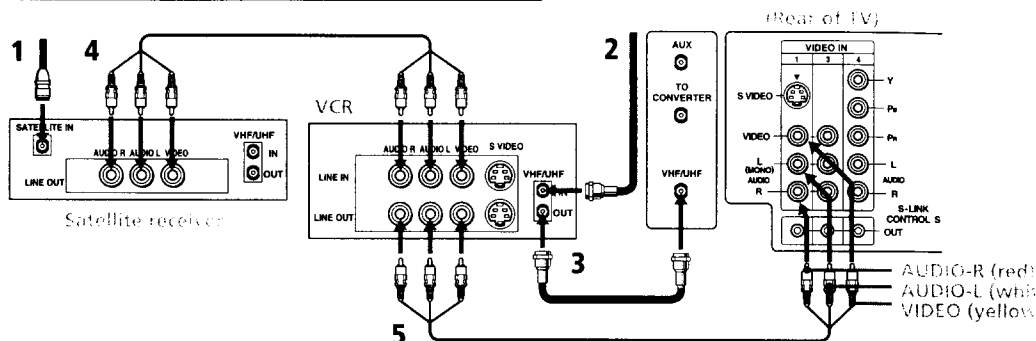 (Rear of TV)
1
4
2
AUX
TO
CONVERTER
VHF/UHF
VIDEO IN
1
3
4
S VIDEO
VIDEO
L
(MONO)
AUDIO
R
Y
PB
PR
L
AUDIO
R
S-LINK
CONTROL S
OUT
VCR
SATELLITE IN
AUDIO R AUDIO L VIDEO
VHF/UHF
IN
OUT
LINE OUT
Satellite receiver
AUDIO R AUDIO L VIDEO
S VIDEO
LINE IN
LINE OUT
VHF/UHF
IN
OUT
3
5
AUDIO-R (red)
AUDIO-L (whi
VIDEO (yellow